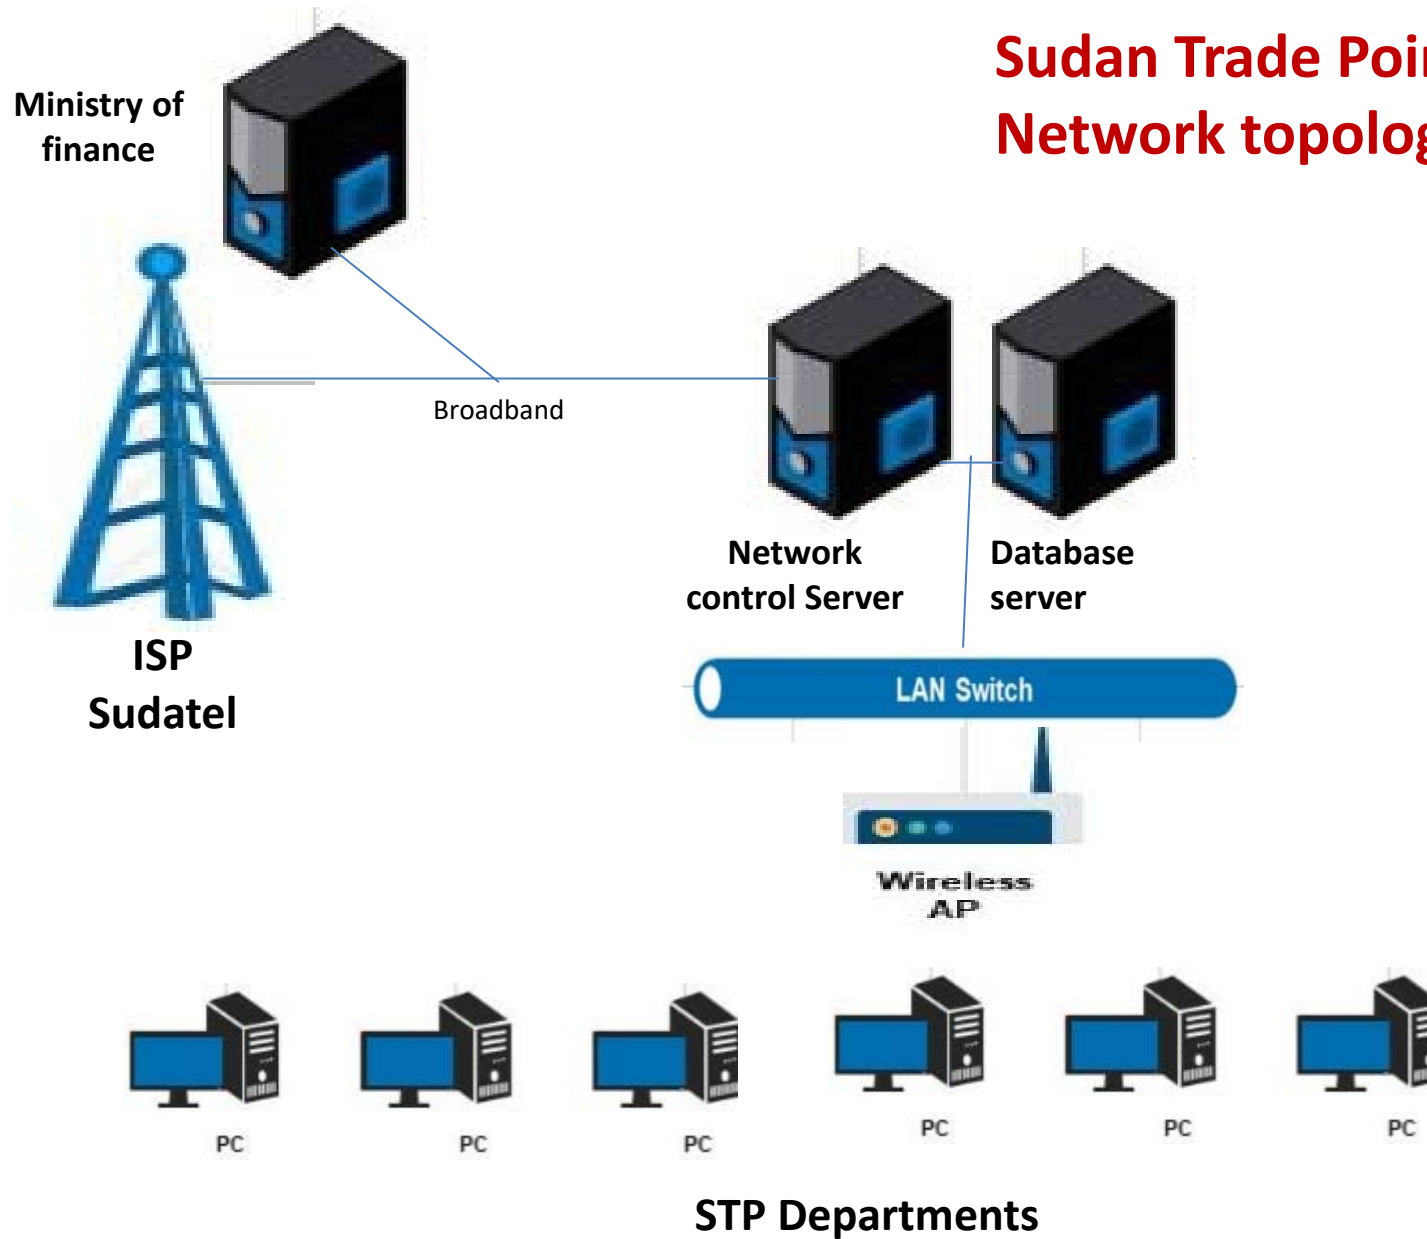 Sudan Trade Poi
Network topolog
Ministry of
finance
Broadband
Network
control Server
Database
server
ISP
Sudatel
LAN Switch
Wireless
AP
PC
PC
PC
PC
PC
PC
STP Departments